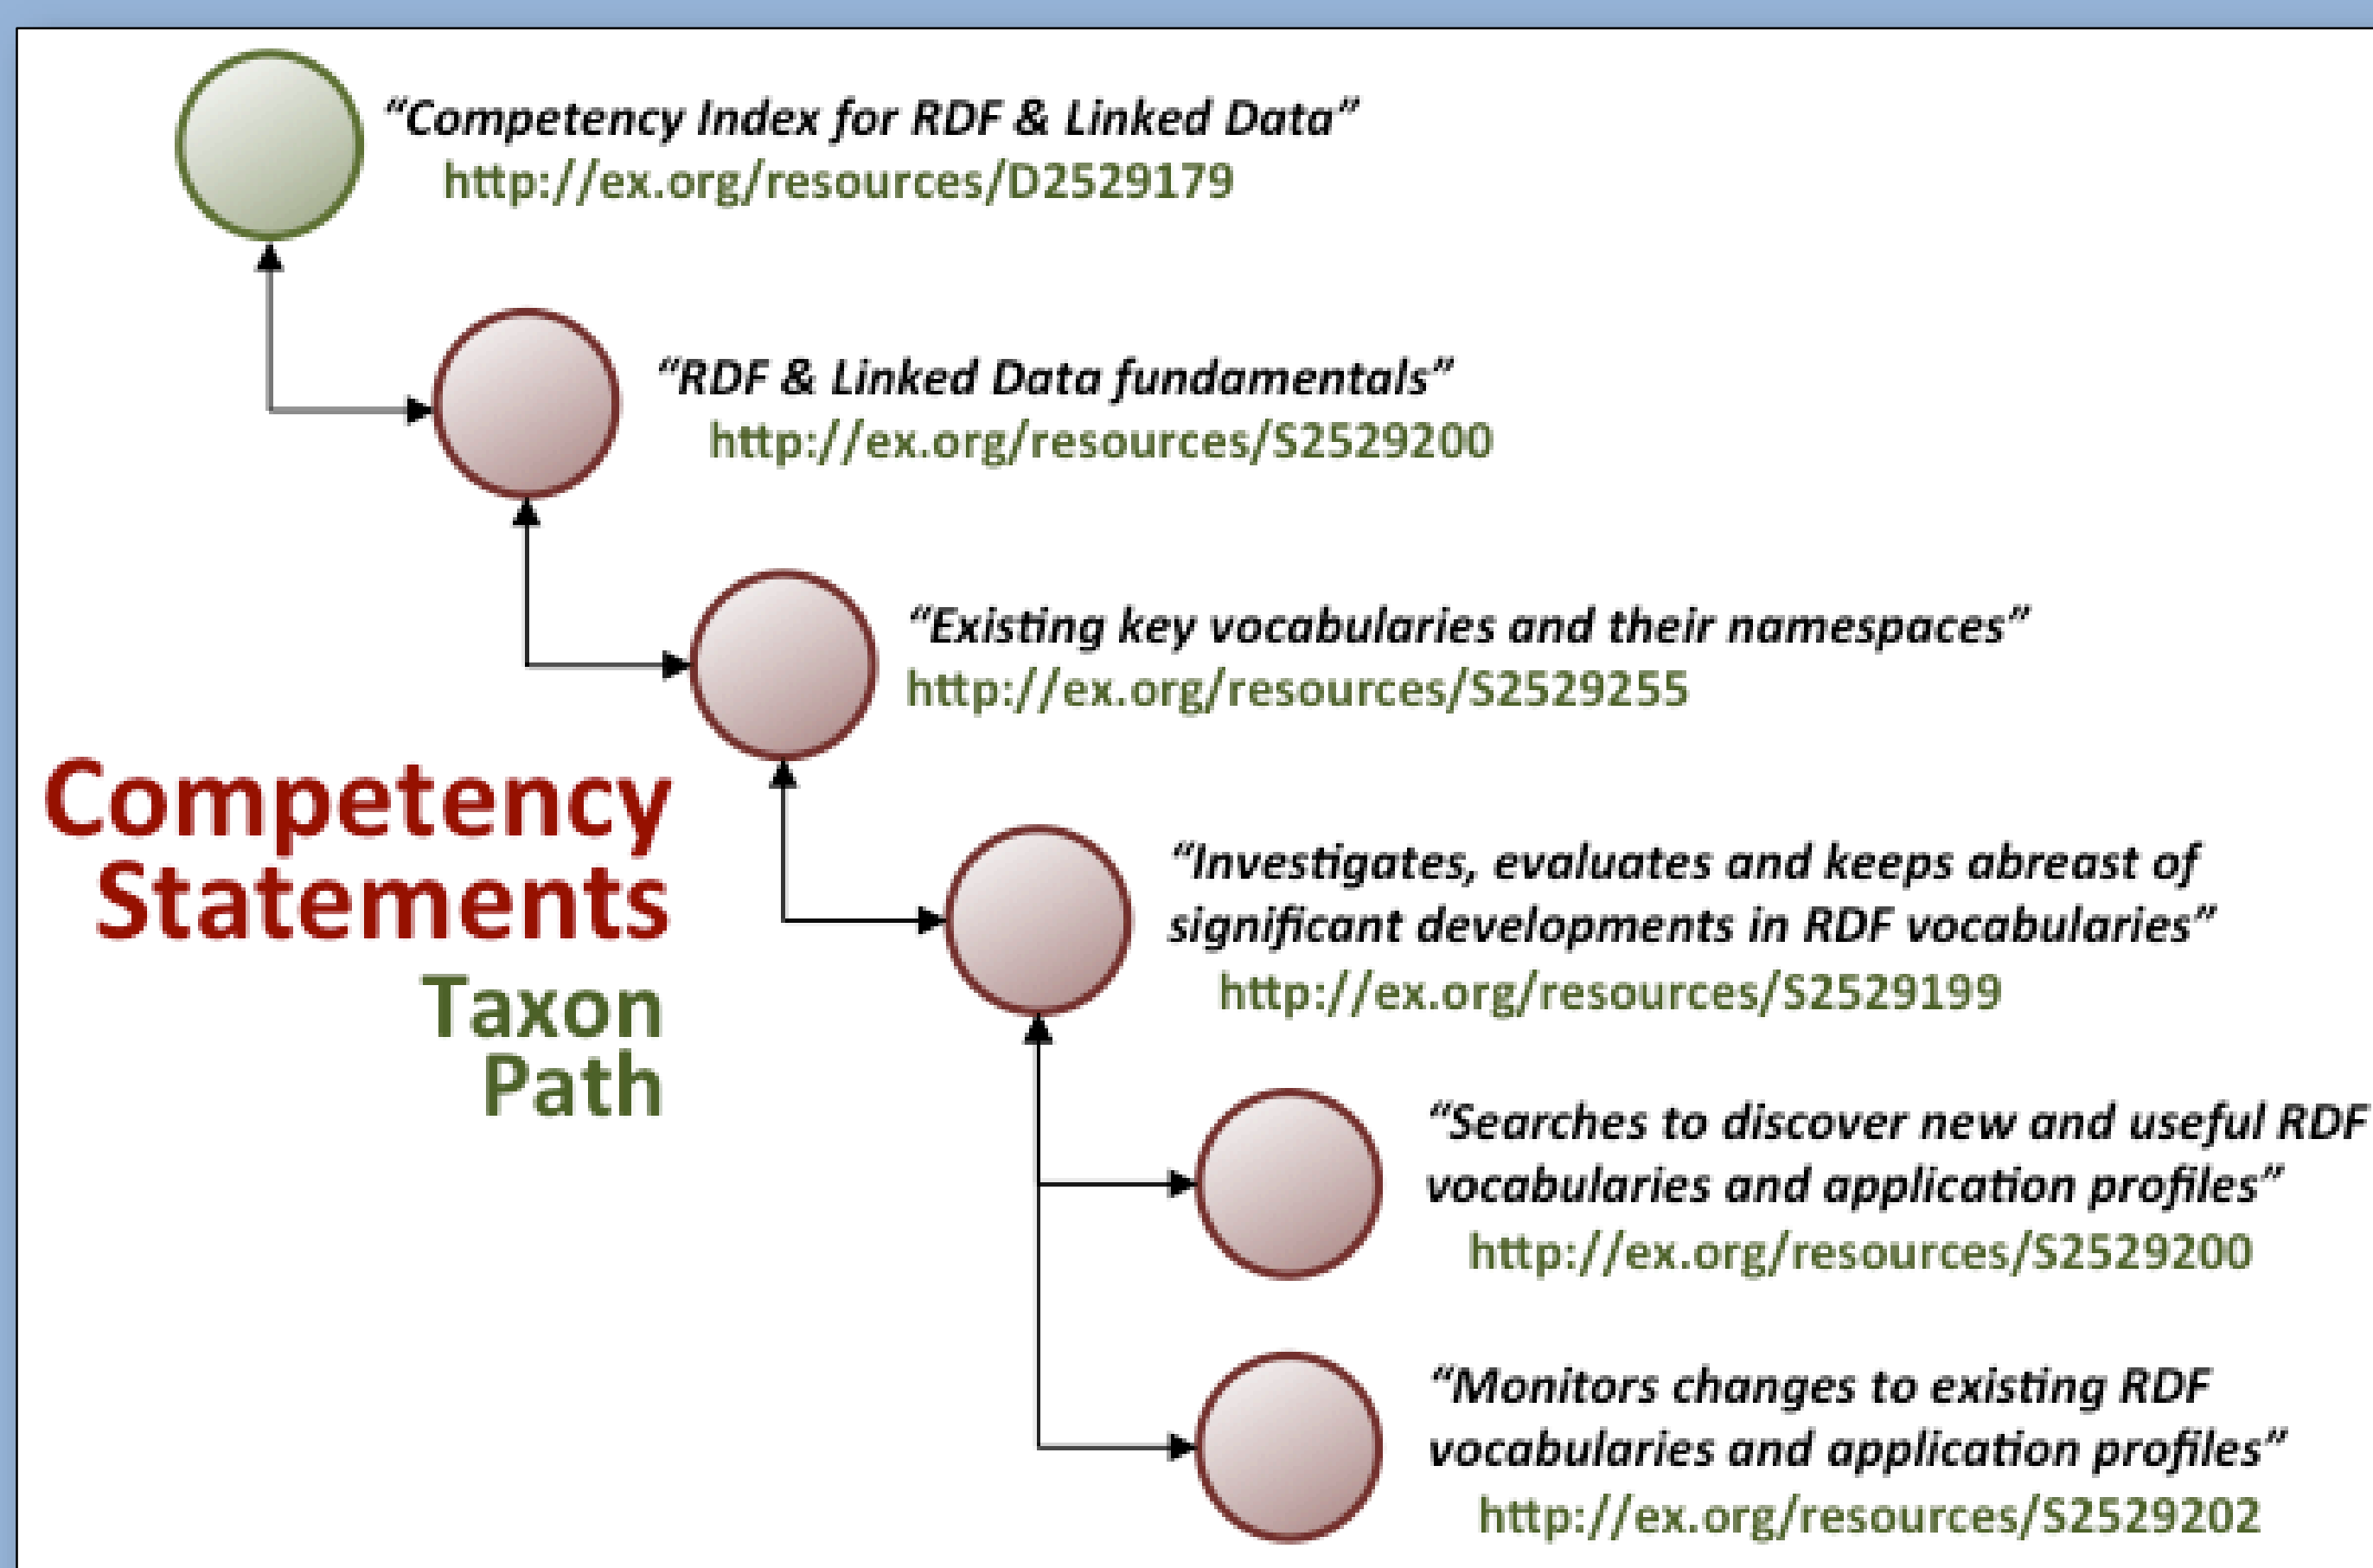 “Competency Index for RDF & Linked Data”
http://ex.org/resources/D2529179
“RDF & Linked Data fundamentals”
http://ex.org/resources/S2529200
“Existing key vocabularies and their namespaces”
http://ex.org/resources/S2529255
Competency
Statements
Taxon
Path
“Investigates, evaluates and keeps abreast of
significant developments in RDF vocabularies”
http://ex.org/resources/S2529199
“Searches to discover new and useful RDF
vocabularies and application profiles”
http://ex.org/resources/S2529200
“Monitors changes to existing RDF
vocabularies and application profiles”
http://ex.org/resources/S2529202